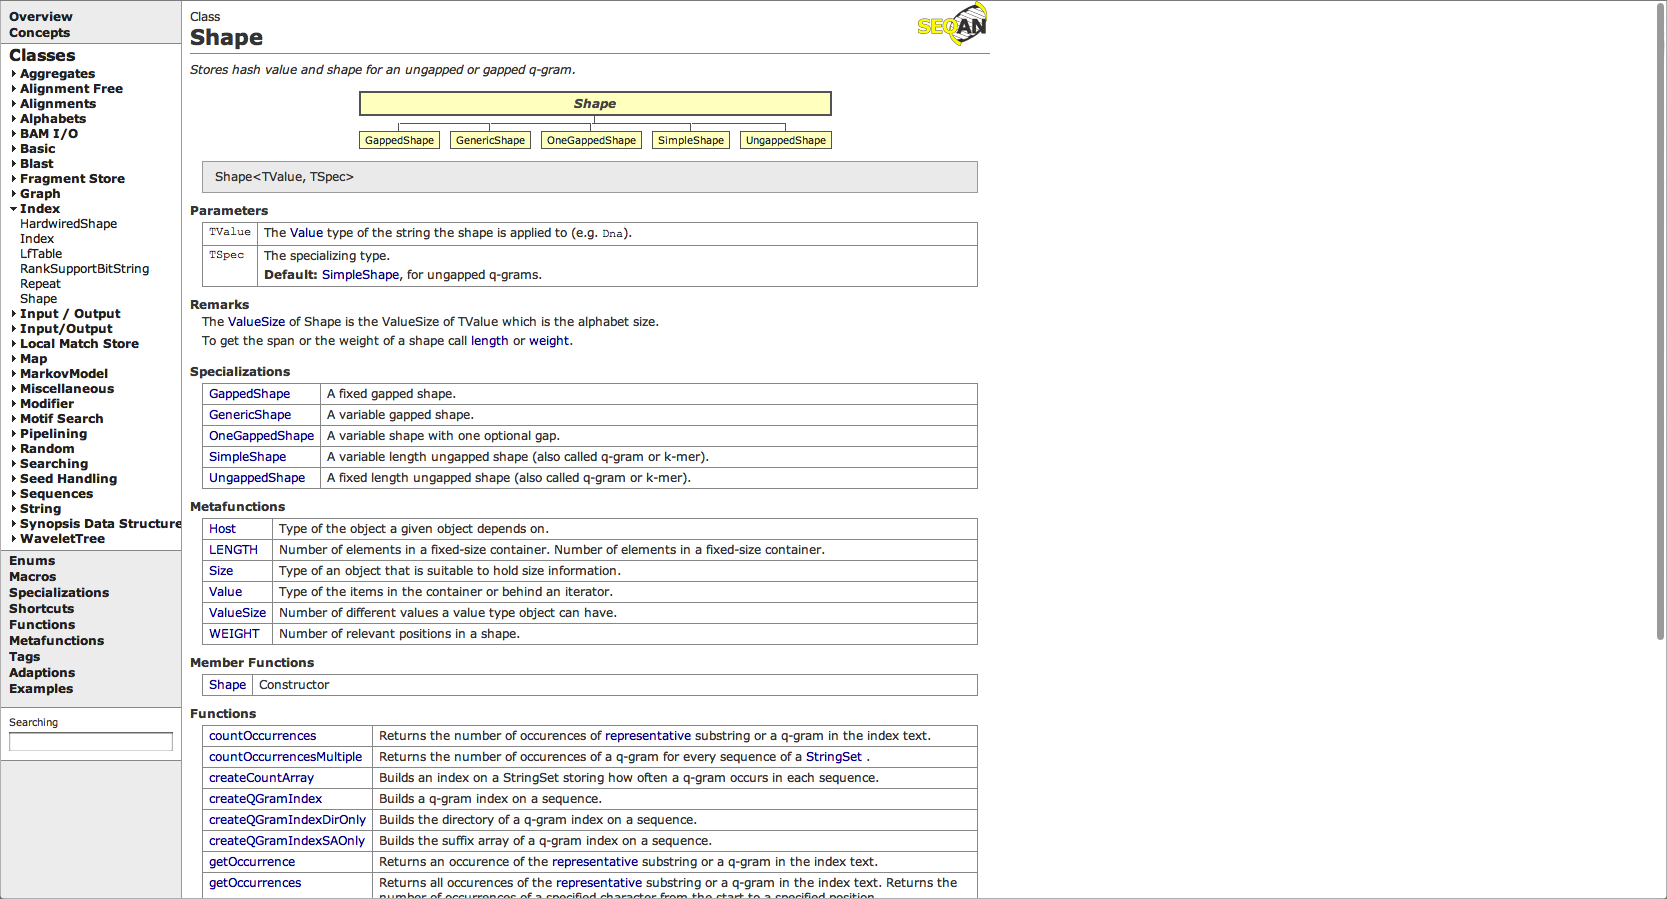 Overview
Concepts
Classes
Aggregates
Alignment Free
Alignments
Alphabets
BAM I/O
Basic
Blast
Fragment Store
Graph
Index
HardwiredShape
Index
LfTable
RankSupportBitString
Repeat
Shape
Input / Output
Input/Output
Local Match Store
Map
MarkovModel
Miscellaneous
Modifier
Motif Search
Pipelining
Random
Searching
Seed Handling
Sequences
String
Synopsis Data Structure
WaveletTree
Enums
Macros
Specializations
Shortcuts
Functions
Metafunctions
Tags
Adaptions
Examples
Searching
Class
Shape
SEQAN
Stores hash value and shape for an ungapped or gapped q-gram.
Shape
GappedShape GenericShape OneGappedShape SimpleShape UngappedShape
Shape<TValue, TSpec>
Parameters
TValue The Value type of the string the shape is applied to (e.g. Dna).
TSpec The specializing type.
Default: SimpleShape, for ungapped q-grams.
Remarks
The ValueSize of Shape is the ValueSize of TValue which is the alphabet size.
To get the span or the weight of a shape call length or weight.
Specializations
GappedShape A fixed gapped shape.
GenericShape A variable gapped shape.
OneGappedShape A variable shape with one optional gap.
SimpleShape A variable length ungapped shape (also called q-gram or k-mer).
UngappedShape A fixed length ungapped shape (also called q-gram or k-mer).
Metafunctions
Host Type of the object a given object depends on.
LENGTH Number of elements in a fixed-size container. Number of elements in a fixed-size container.
Size Type of an object that is suitable to hold size information.
Value Type of the items in the container or behind an iterator.
ValueSize Number of different values a value type object can have.
WEIGHT Number of relevant positions in a shape.
Member Functions
Shape Constructor
Functions
countOccurrences Returns the number of occurences of representative substring or a q-gram in the index text.
countOccurrencesMultiple Returns the number of occurences of a q-gram for every sequence of a StringSet .
createCountArray Builds an index on a StringSet storing how often a q-gram occurs in each sequence.
createQGramIndex Builds a q-gram index on a sequence.
createQGramIndexDirOnly Builds the directory of a q-gram index on a sequence.
createQGramIndexSAOnly Builds the suffix array of a q-gram index on a sequence.
getOccurrence Returns an occurence of the representative substring or a q-gram in the index text.
getOccurrences Returns all occurences of the representative substring or a q-gram in the index text. Returns the
number of occurrences of a specified character from the start to a specified position.